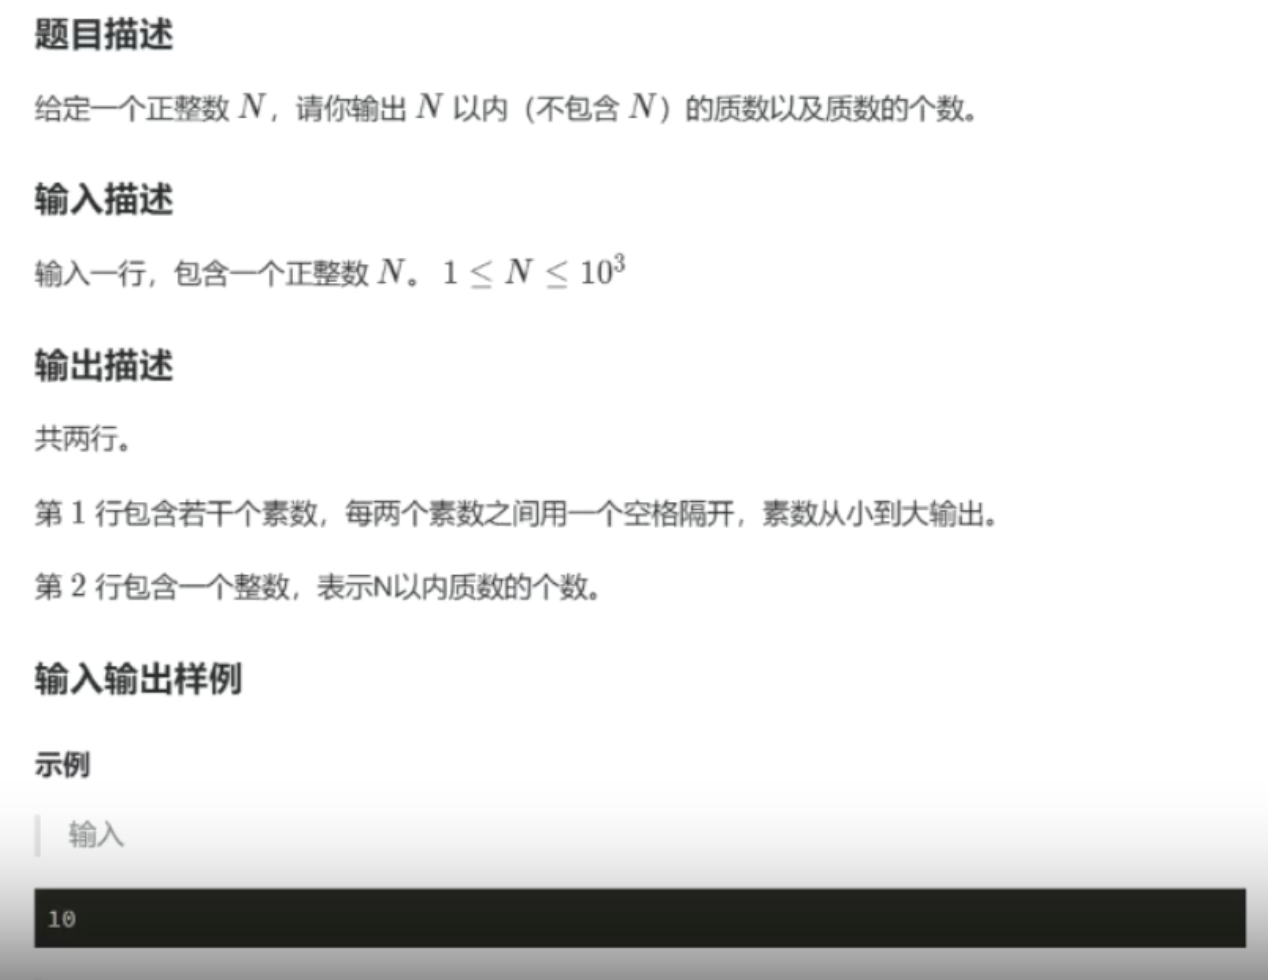 题目描述
给定一个正整数 N，请你输出 N 以内（不包含 N）的质数以及质数的个数。
输入描述
输入一行，包含一个正整数 N。 1 ≤ N ≤ 10³
输出描述
共两行。
第 1 行包含若干个素数，每两个素数之间用一个空格隔开，素数从小到大输出。
第 2 行包含一个整数，表示N以内质数的个数。
输入输出样例
示例
输入
10